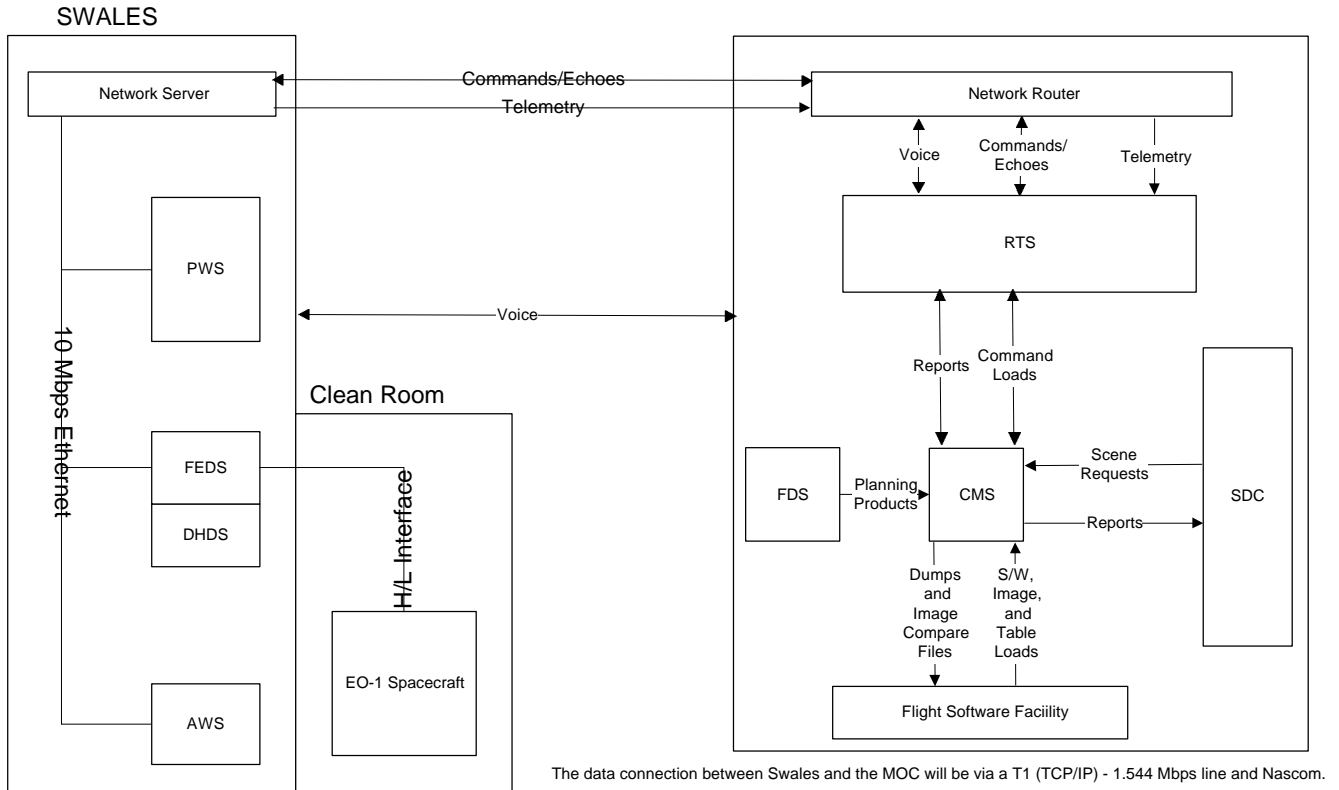 SWALES
Network Server
Commands/Echoes
Telemetry
Network Router
Voice
Commands/
Echoes
Telemetry
RTS
PWS
10 Mbps Ethernet
Voice
Reports
Command
Loads
Clean Room
FEDS
DHDS
H/L Interface
FDS
Planning
Products
CMS
Scene
Requests
Reports
SDC
Dumps
and
Image
Compare
Files
S/W,
Image,
and
Table
Loads
EO-1 Spacecraft
AWS
Flight Software Faciility
The data connection between Swales and the MOC will be via a T1 (TCP/IP) - 1.544 Mbps line and Nascom.